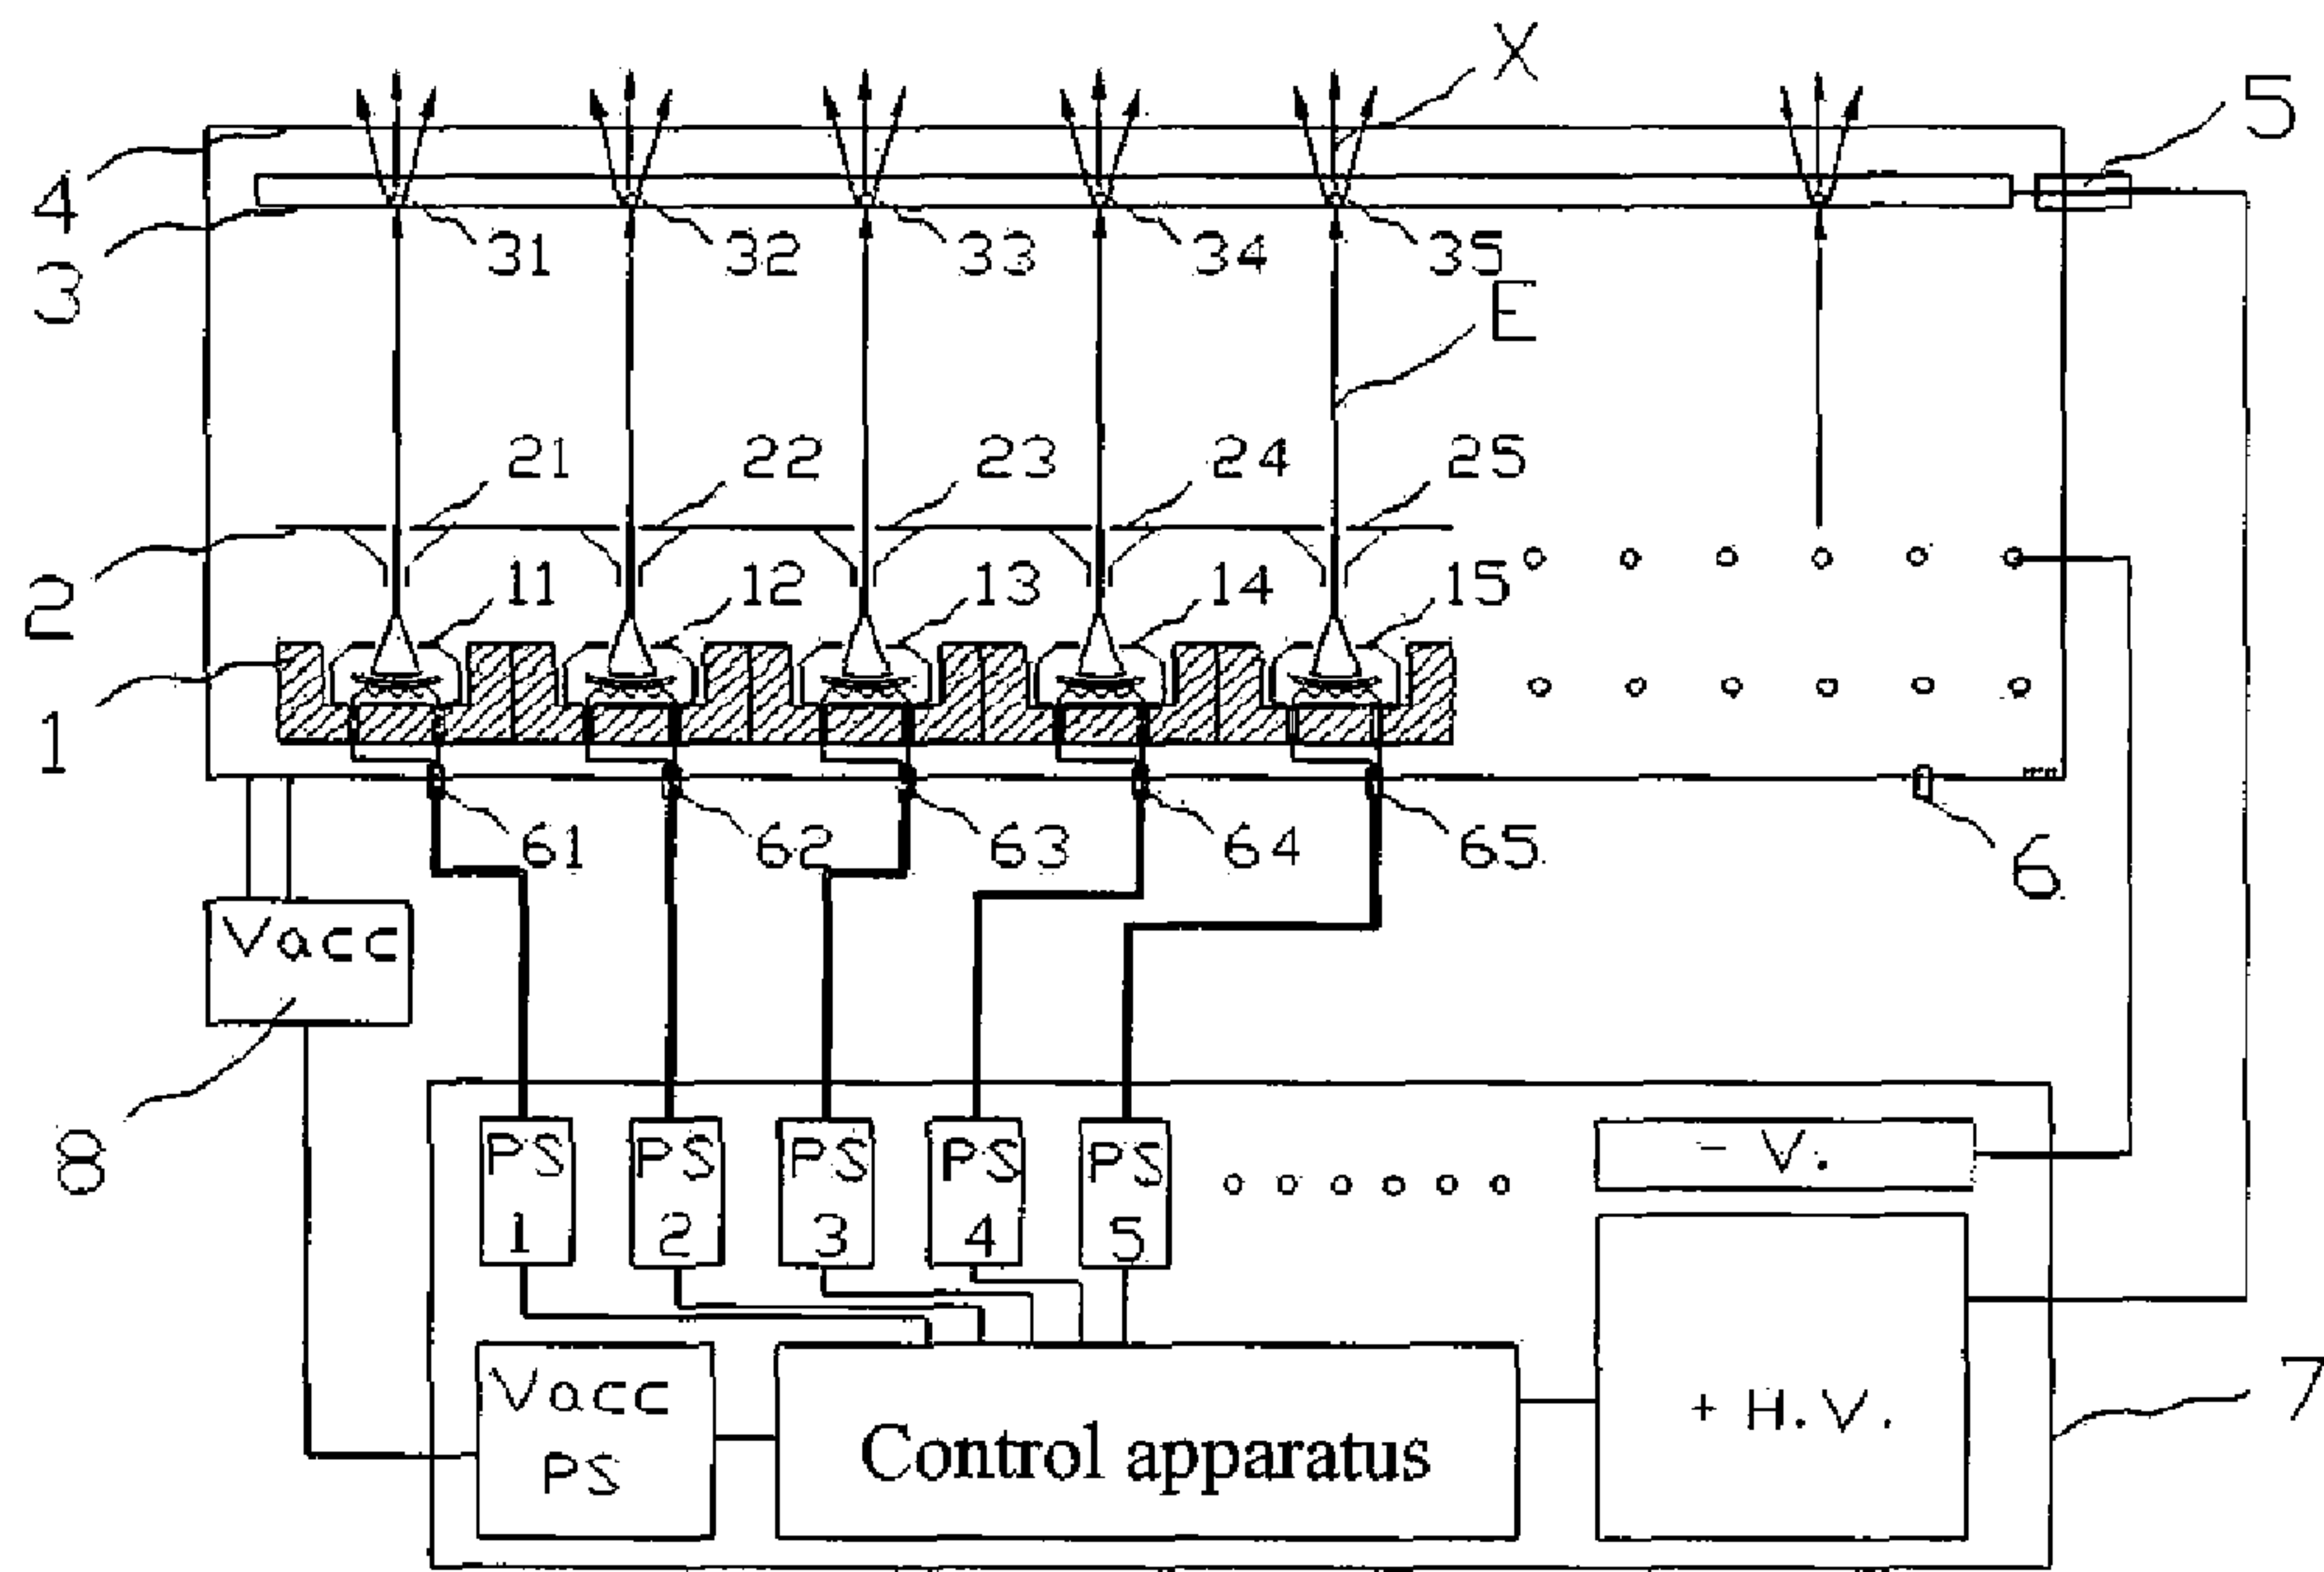 X
5
4
3
31 32 33 34 35
E
21 22 23 24 25
2
11 12 13 14 15
1
61 62 63 64 65
6
Vacc
8
PS 1
PS 2
PS 3
PS 4
PS 5
- V.
+ H.V.
7
Vacc
PS
Control apparatus